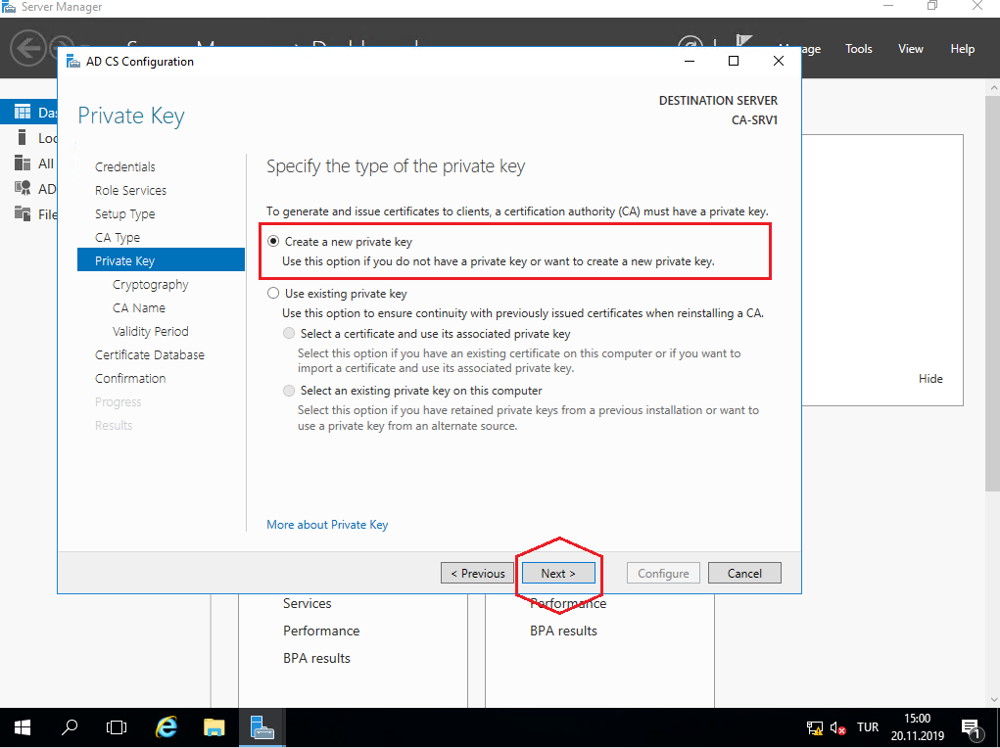 Server Manager
Manage Tools View Help
AD CS Configuration
Private Key
DESTINATION SERVER
CA-SRV1
Credentials
Role Services
Setup Type
CA Type
Private Key
Cryptography
CA Name
Validity Period
Certificate Database
Confirmation
Progress
Results
Specify the type of the private key
To generate and issue certificates to clients, a certification authority (CA) must have a private key.
Create a new private key
Use this option if you do not have a private key or want to create a new private key.
Use existing private key
Use this option to ensure continuity with previously issued certificates when reinstalling a CA.
Select a certificate and use its associated private key
Select this option if you have an existing certificate on this computer or if you want to
import a certificate and use its associated private key.
Select an existing private key on this computer
Select this option if you have retained private keys from a previous installation or want to
use a private key from an alternate source.
More about Private Key
< Previous Next > Configure Cancel
All
AD
File
Hide
Services
Performance
BPA results
Performance
BPA results
TUR
15:00
20.11.2019
1